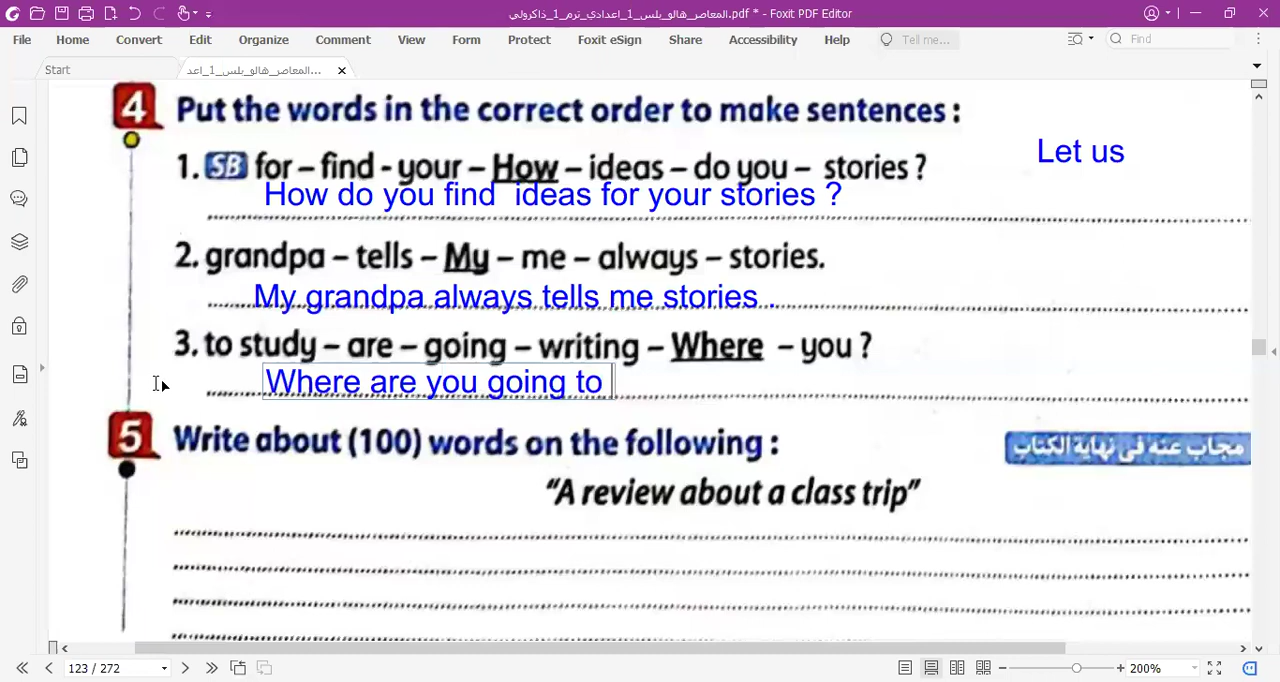 المعاصر_هالو_بلس_1_اعدادي_ترم_1_ذاكرولي.pdf * - Foxit PDF Editor
File Home Convert Edit Organize Comment View Form Protect Foxit eSign Share Accessibility Help Tell me... Find
Start المعاصر_هالو_بلس_1_اعد...
4 Put the words in the correct order to make sentences :
Let us
1. SB for – find - your – How – ideas – do you – stories ?
How do you find ideas for your stories ?
2. grandpa – tells – My – me – always – stories.
My grandpa always tells me stories .
3. to study – are – going – writing – Where – you ?
Where are you going to
5 Write about (100) words on the following :
مجاب عنه فى نهاية الكتاب
“A review about a class trip”
123 / 272 200%